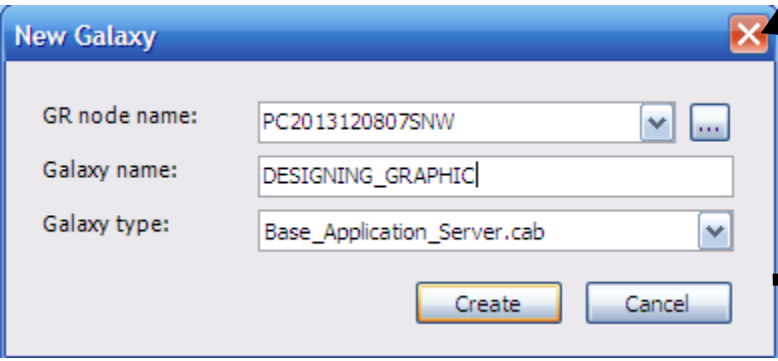 New Galaxy
GR node name: PC2013120807SNW ...
Galaxy name: DESIGNING_GRAPHIC
Galaxy type: Base_Application_Server.cab
Create Cancel